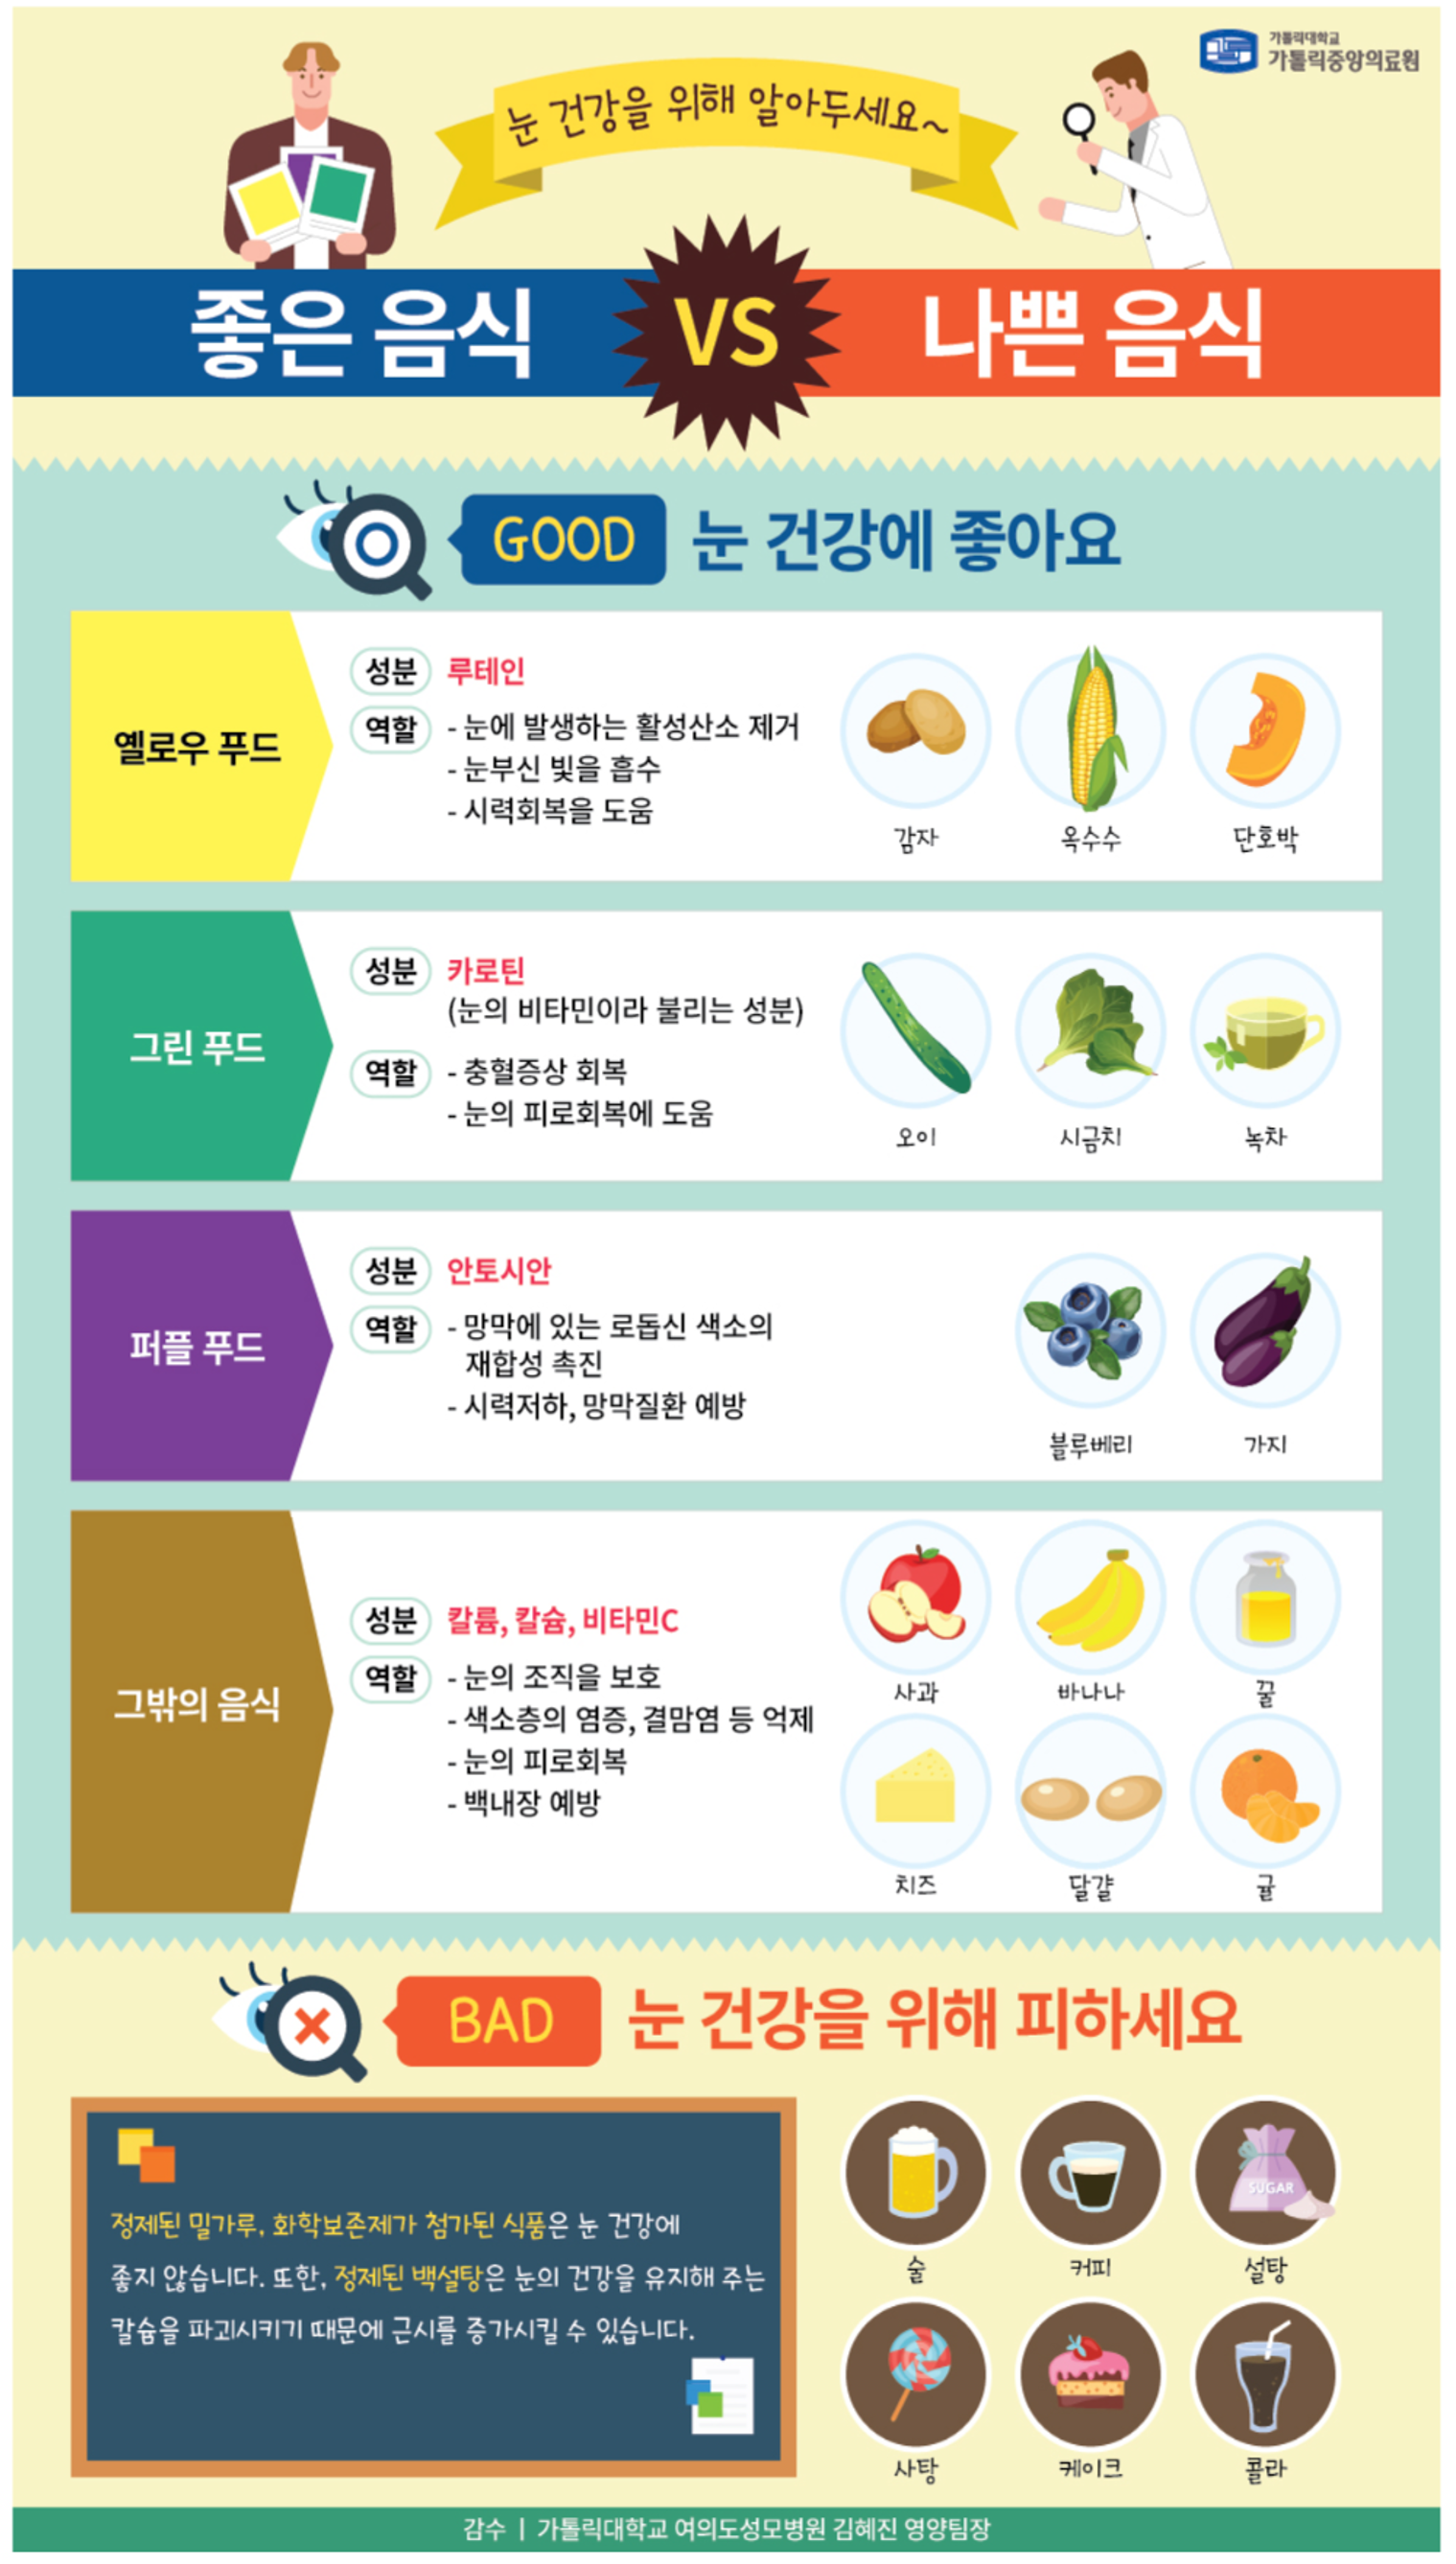 가톨릭대학교
가톨릭중앙의료원
눈 건강을 위해 알아두세요~
좋은 음식 VS 나쁜 음식
GOOD 눈 건강에 좋아요
옐로우 푸드
성분 루테인
역할 - 눈에 발생하는 활성산소 제거
- 눈부신 빛을 흡수
- 시력회복을 도움
감자 옥수수 단호박
그린 푸드
성분 카로틴
(눈의 비타민이라 불리는 성분)
역할 - 충혈증상 회복
- 눈의 피로회복에 도움
오이 시금치 녹차
퍼플 푸드
성분 안토시안
역할 - 망막에 있는 로돕신 색소의
재합성 촉진
- 시력저하, 망막질환 예방
블루베리 가지
그밖의 음식
성분 칼륨, 칼슘, 비타민C
역할 - 눈의 조직을 보호
- 색소층의 염증, 결맘염 등 억제
- 눈의 피로회복
- 백내장 예방
사과 바나나 꿀
치즈 달걀 귤
BAD 눈 건강을 위해 피하세요
정제된 밀가루, 화학보존제가 첨가된 식품은 눈 건강에
좋지 않습니다. 또한, 정제된 백설탕은 눈의 건강을 유지해 주는
칼슘을 파괴시키기 때문에 근시를 증가시킬 수 있습니다.
SUGAR
술 커피 설탕
사탕 케이크 콜라
감수 | 가톨릭대학교 여의도성모병원 김혜진 영양팀장